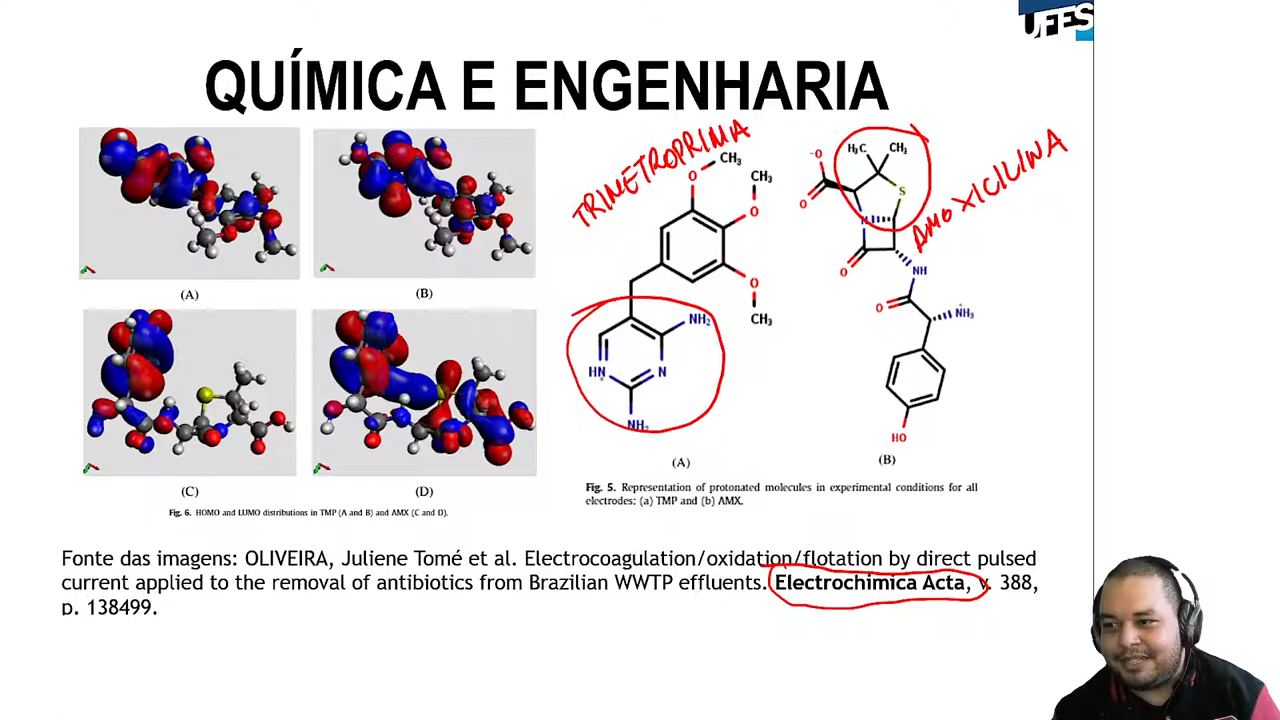 UFES
QUÍMICA E ENGENHARIA
(A)
(B)
(C)
(D)
Fig. 6. HOMO and LUMO distributions in TMP (A and B) and AMX (C and D).
TRIMETROPRIMA
CH₃
O
CH₃
O
O
CH₃
NH₂
HN
+
N
NH₂
(A)
AMOXICILINA
H₃C
CH₃
-O
O
S
N
O
NH
O
+
NH₃
HO
(B)
Fig. 5. Representation of protonated molecules in experimental conditions for all
electrodes: (a) TMP and (b) AMX.
Fonte das imagens: OLIVEIRA, Juliene Tomé et al. Electrocoagulation/oxidation/flotation by direct pulsed
current applied to the removal of antibiotics from Brazilian WWTP effluents. Electrochimica Acta, v. 388,
p. 138499.